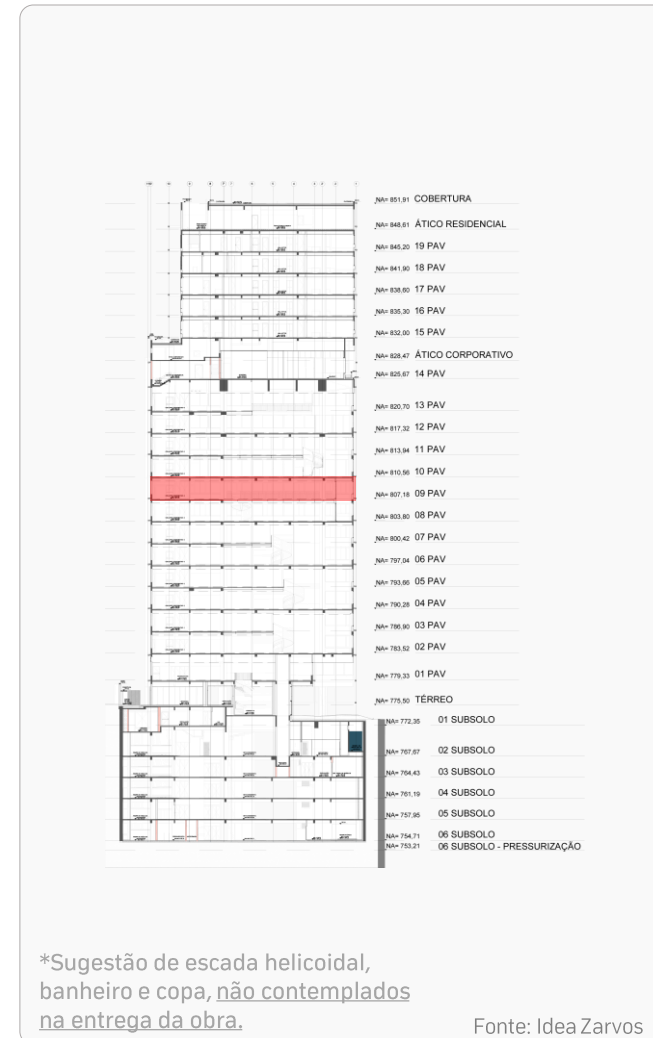 NA= 851,91 COBERTURA
NA= 848,61 ÁTICO RESIDENCIAL
NA= 845,20 19 PAV
NA= 841,90 18 PAV
NA= 838,60 17 PAV
NA= 835,30 16 PAV
NA= 832,00 15 PAV
NA= 828,47 ÁTICO CORPORATIVO
NA= 825,67 14 PAV
NA= 820,70 13 PAV
NA= 817,32 12 PAV
NA= 813,94 11 PAV
NA= 810,56 10 PAV
NA= 807,18 09 PAV
NA= 803,80 08 PAV
NA= 800,42 07 PAV
NA= 797,04 06 PAV
NA= 793,66 05 PAV
NA= 790,28 04 PAV
NA= 786,90 03 PAV
NA= 783,52 02 PAV
NA= 779,33 01 PAV
NA= 775,50 TÉRREO
NA= 772,35 01 SUBSOLO
NA= 767,67 02 SUBSOLO
NA= 764,43 03 SUBSOLO
NA= 761,19 04 SUBSOLO
NA= 757,95 05 SUBSOLO
NA= 754,71 06 SUBSOLO
NA= 753,21 06 SUBSOLO - PRESSURIZAÇÃO
*Sugestão de escada helicoidal,
banheiro e copa, não contemplados
na entrega da obra.
Fonte: Idea Zarvos